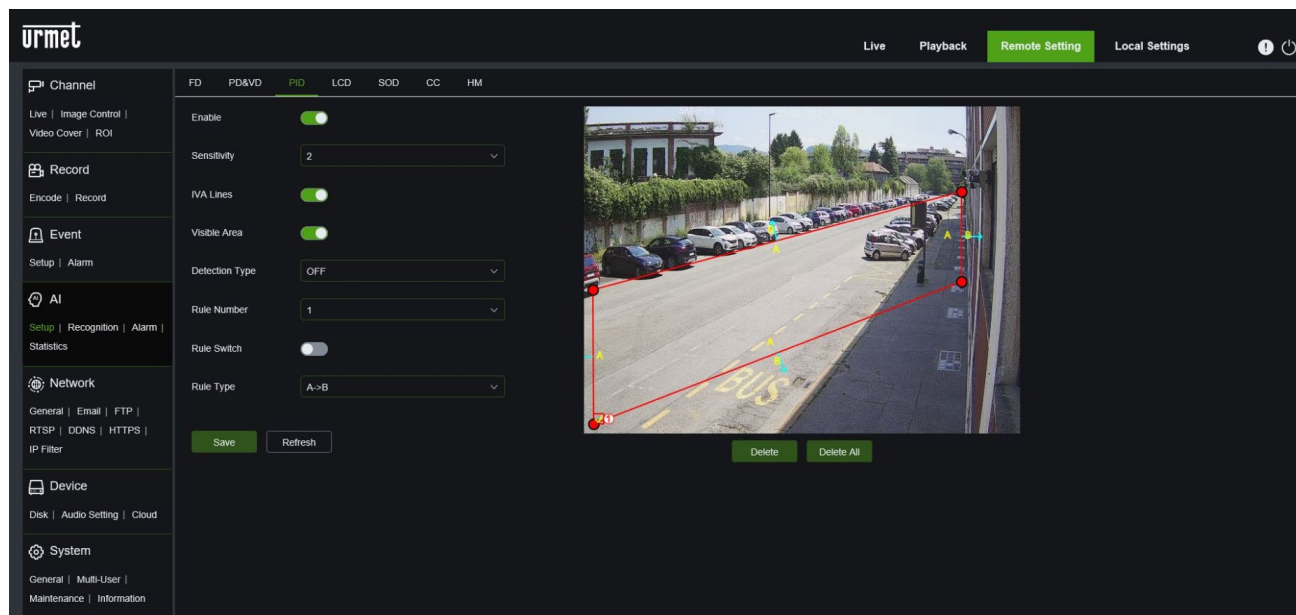 urmet
Live Playback Remote Setting Local Settings
Channel
Live | Image Control |
Video Cover | ROI
Record
Encode | Record
Event
Setup | Alarm
AI
Setup | Recognition | Alarm |
Statistics
Network
General | Email | FTP |
RTSP | DDNS | HTTPS |
IP Filter
Device
Disk | Audio Setting | Cloud
System
General | Multi-User |
Maintenance | Information
FD PD&VD PID LCD SOD CC HM
Enable
Sensitivity 2
IVA Lines
Visible Area
Detection Type OFF
Rule Number 1
Rule Switch
Rule Type A->B
Save Refresh
A
A B
A
A
B
BUS
1
Delete Delete All